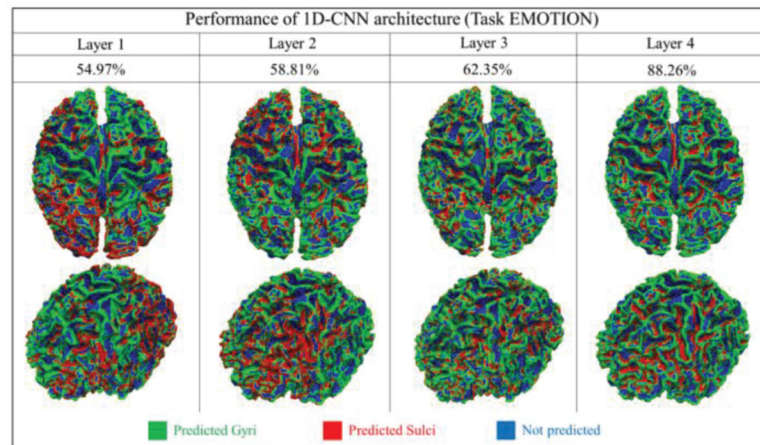 Performance of 1D-CNN architecture (Task EMOTION)
Layer 1 Layer 2 Layer 3 Layer 4
54.97% 58.81% 62.35% 88.26%
Predicted Gyri Predicted Sulci Not predicted